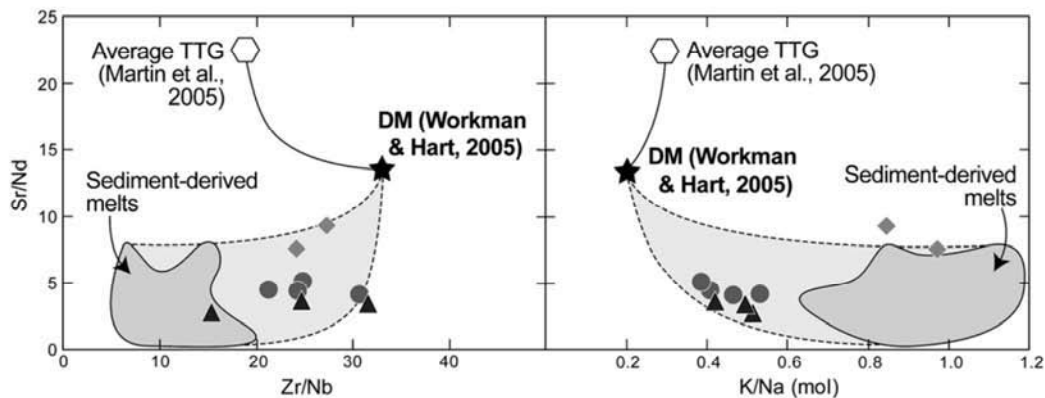 25
20
15
10
5
0
Sr/Nd
Average TTG
(Martin et al.,
2005)
DM (Workman
& Hart, 2005)
Sediment-derived
melts
0 10 20 30 40
Zr/Nb
Average TTG
(Martin et al., 2005)
DM (Workman
& Hart, 2005)
Sediment-derived
melts
0.2 0.4 0.6 0.8 1.0 1.2
K/Na (mol)